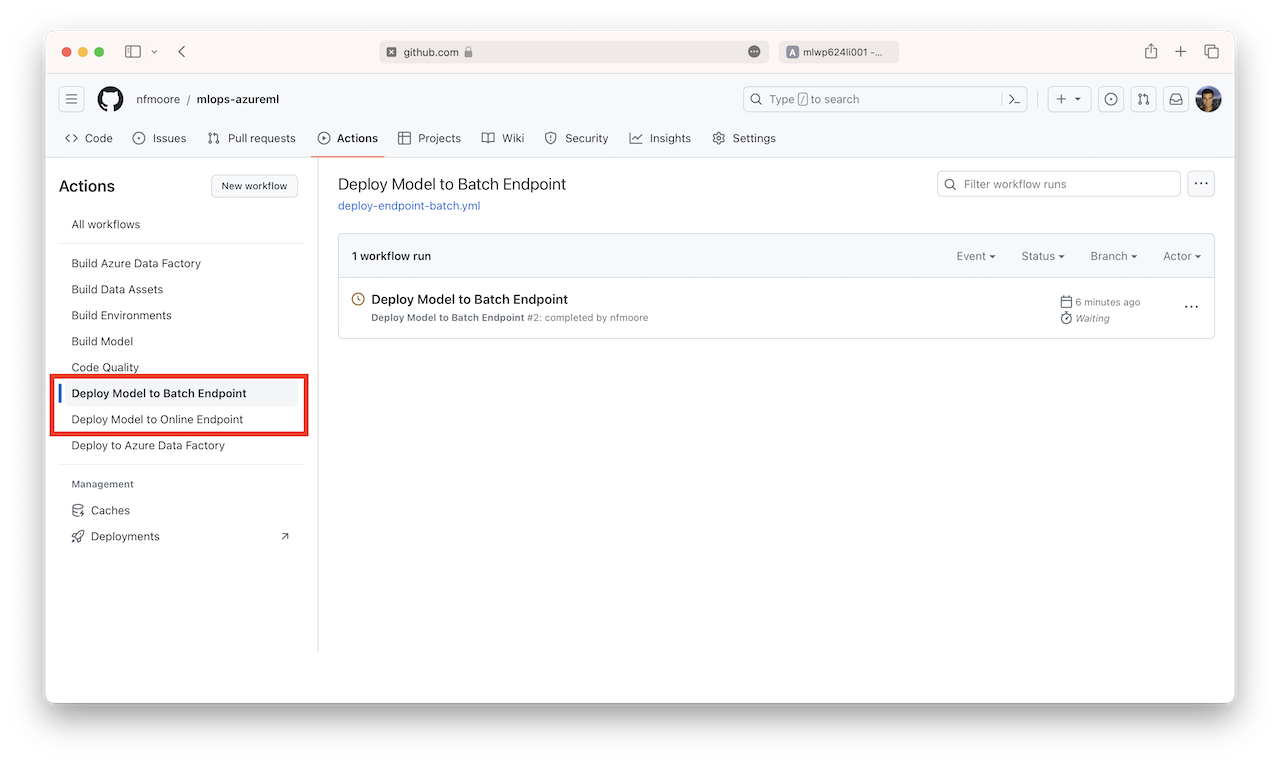 github.com
A mlwp624li001 -...
nfmoore / mlops-azureml
Type / to search
Code Issues Pull requests Actions Projects Wiki Security Insights Settings
Actions
New workflow
All workflows
Build Azure Data Factory
Build Data Assets
Build Environments
Build Model
Code Quality
Deploy Model to Batch Endpoint
Deploy Model to Online Endpoint
Deploy to Azure Data Factory
Management
Caches
Deployments
Deploy Model to Batch Endpoint
Filter workflow runs
deploy-endpoint-batch.yml
1 workflow run
Event Status Branch Actor
Deploy Model to Batch Endpoint
Deploy Model to Batch Endpoint #2: completed by nfmoore
6 minutes ago
Waiting